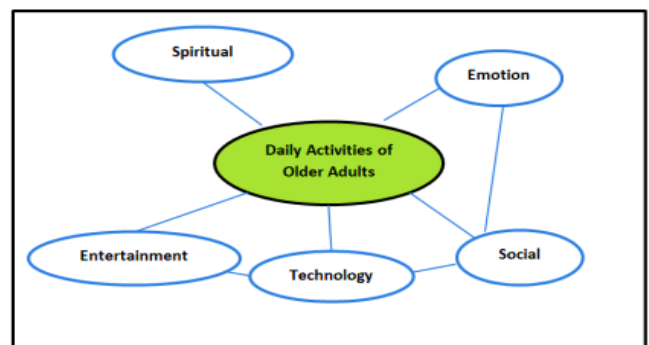 Spiritual
Emotion
Daily Activities of
Older Adults
Entertainment
Technology
Social